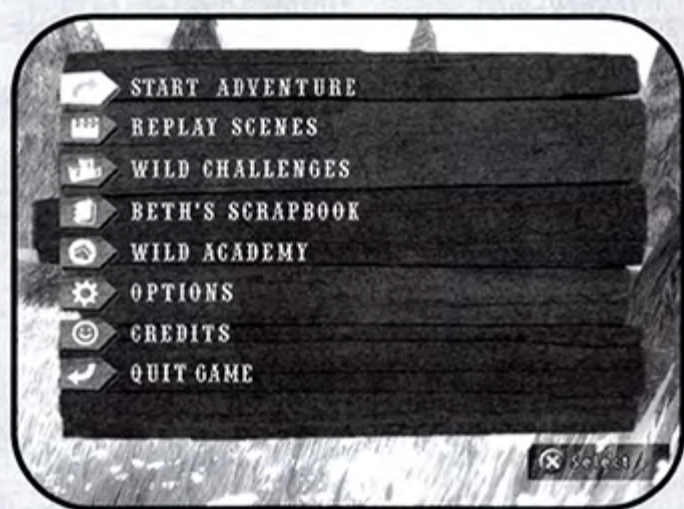 START ADVENTURE
REPLAY SCENES
WILD CHALLENGES
BETH'S SCRAPBOOK
WILD ACADEMY
OPTIONS
CREDITS
QUIT GAME
Select